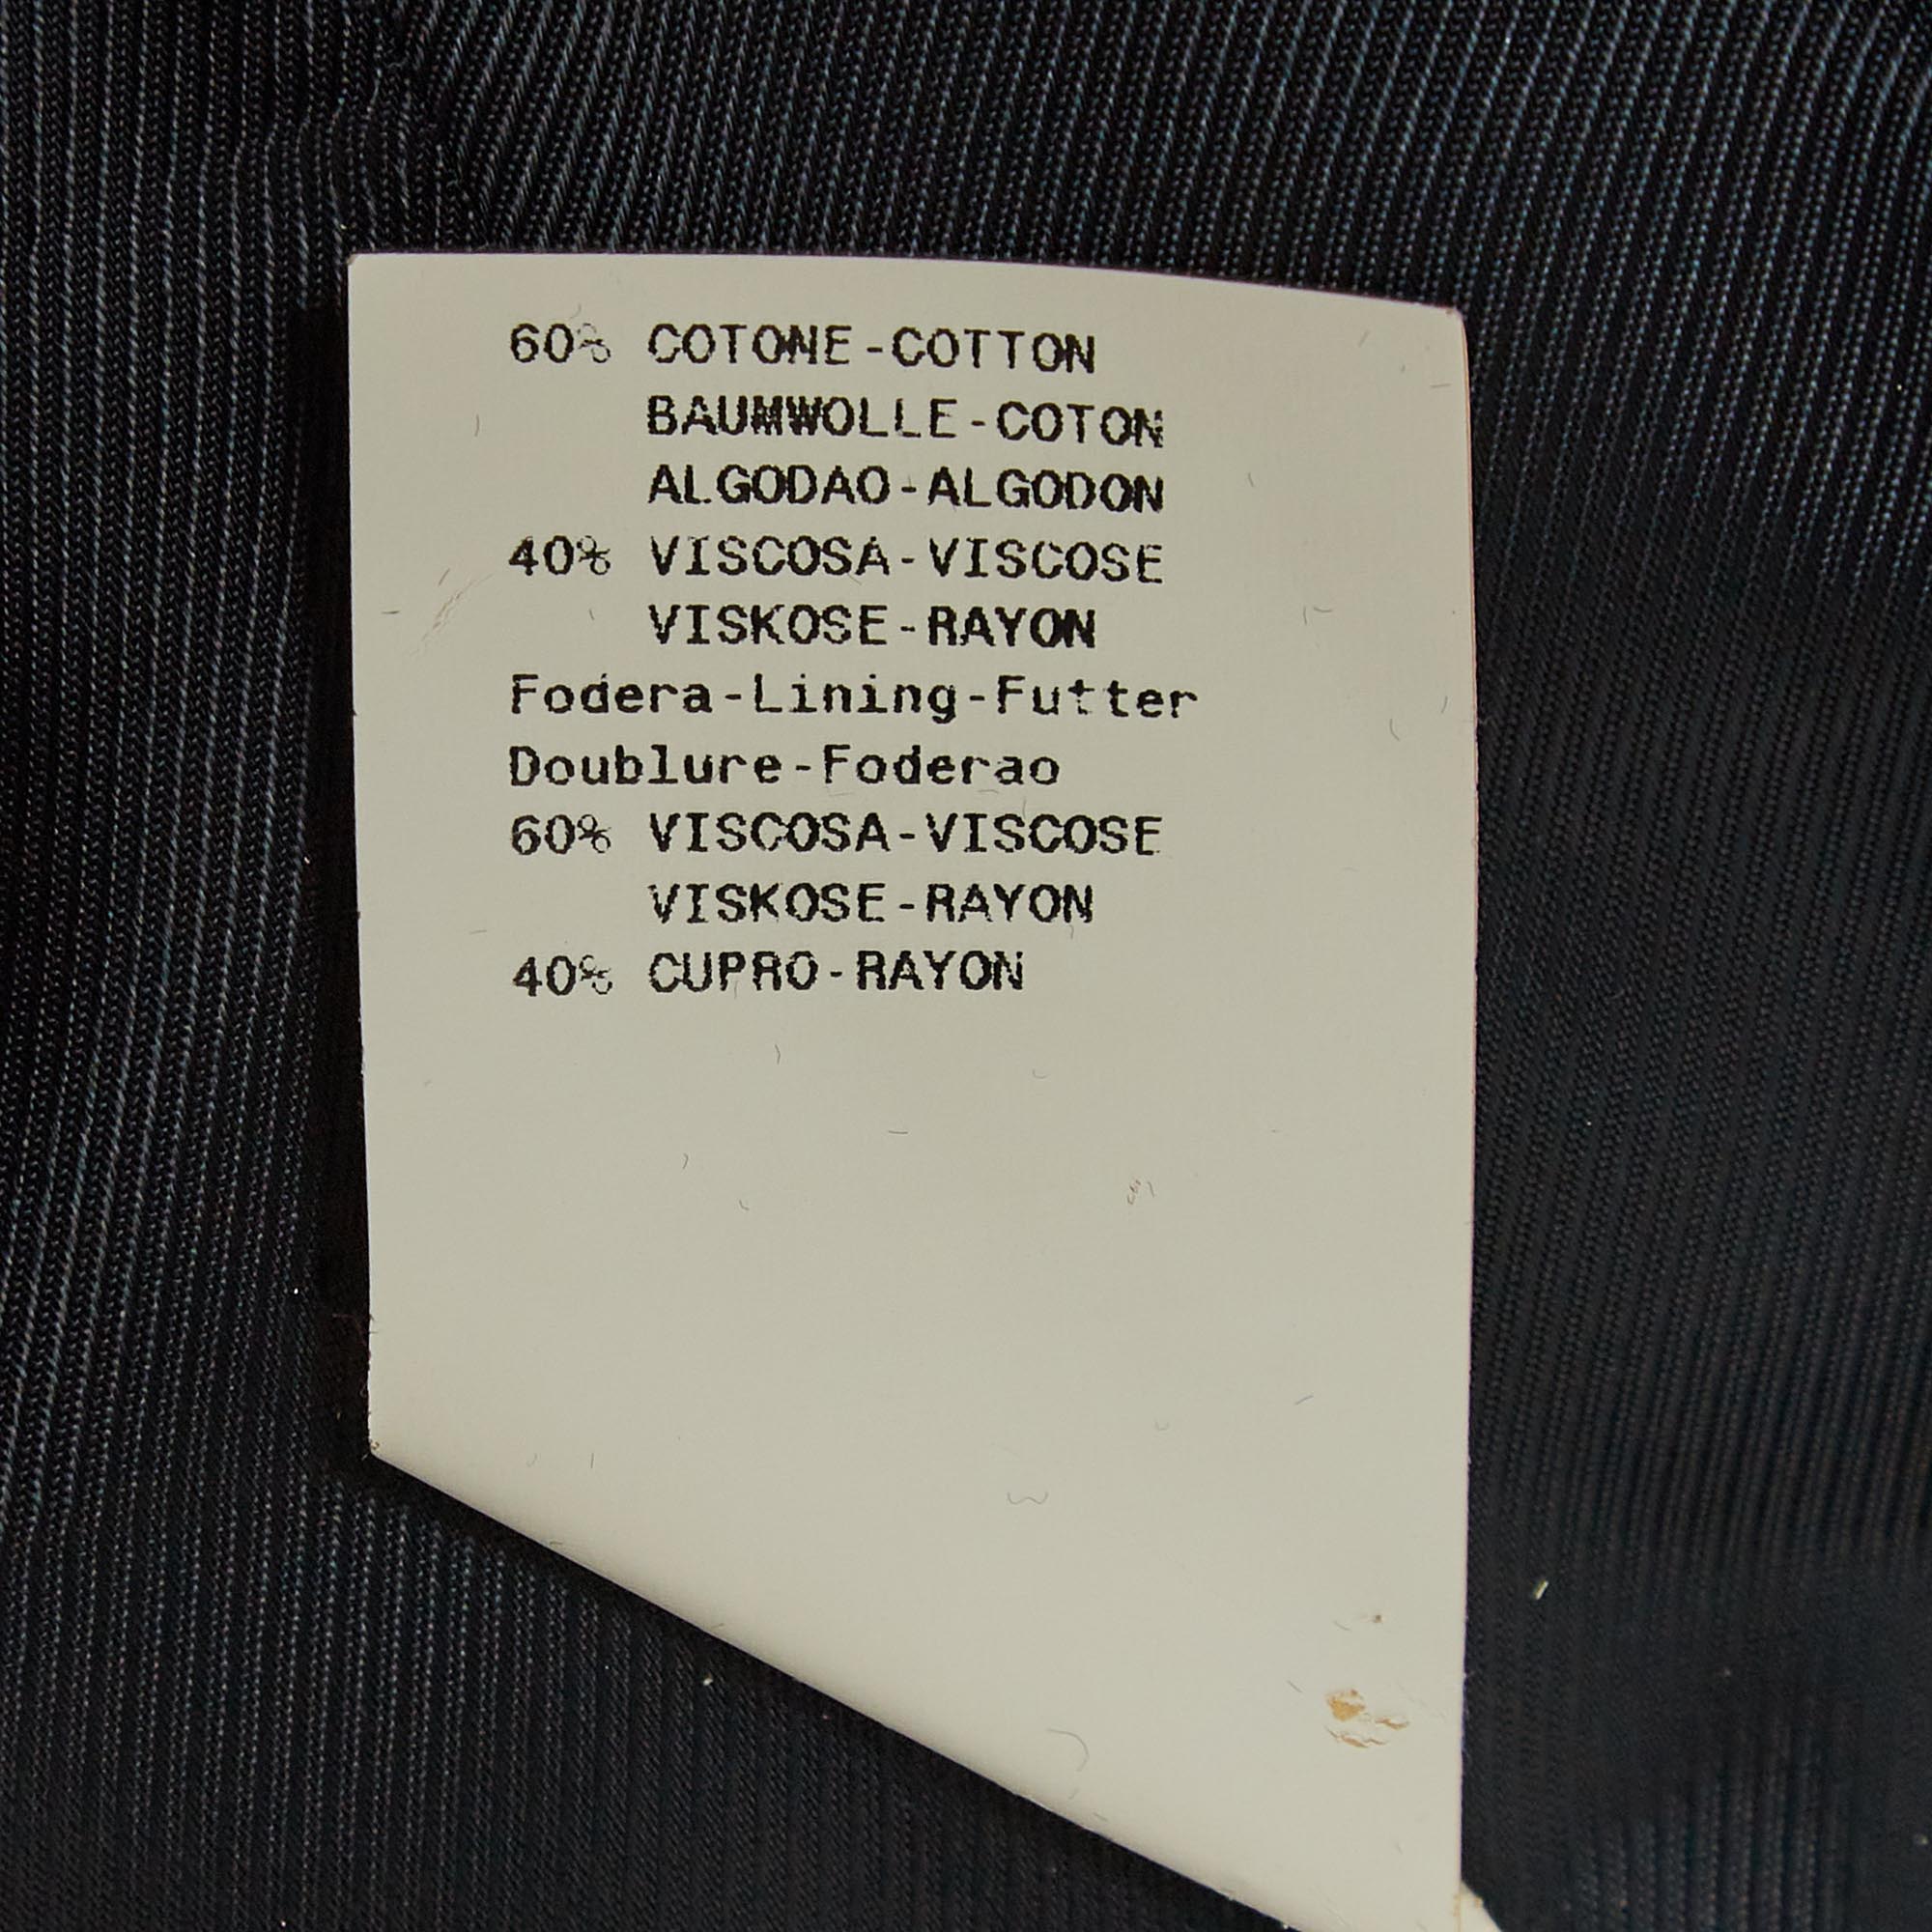 60% COTONE-COTTON
BAUMWOLLE-COTON
ALGODAO-ALGODON
40% VISCOSA-VISCOSE
VISKOSE-RAYON
Fodera-Lining-Futter
Doublure-Foderao
60% VISCOSA-VISCOSE
VISKOSE-RAYON
40% CUPRO-RAYON